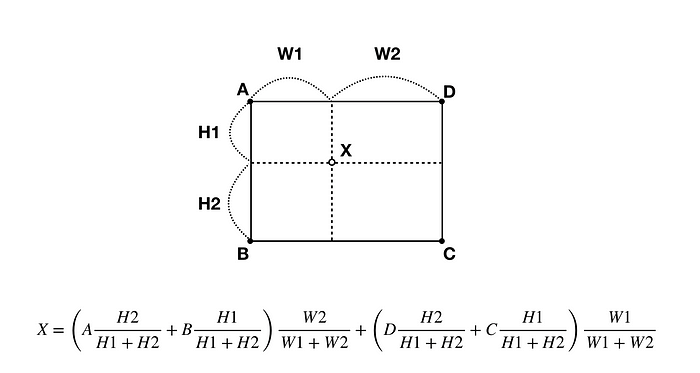 W1 W2
A D
H1
X
H2
B C
X = ( A H2/(H1 + H2) + B H1/(H1 + H2) ) W2/(W1 + W2) + ( D H2/(H1 + H2) + C H1/(H1 + H2) ) W1/(W1 + W2)